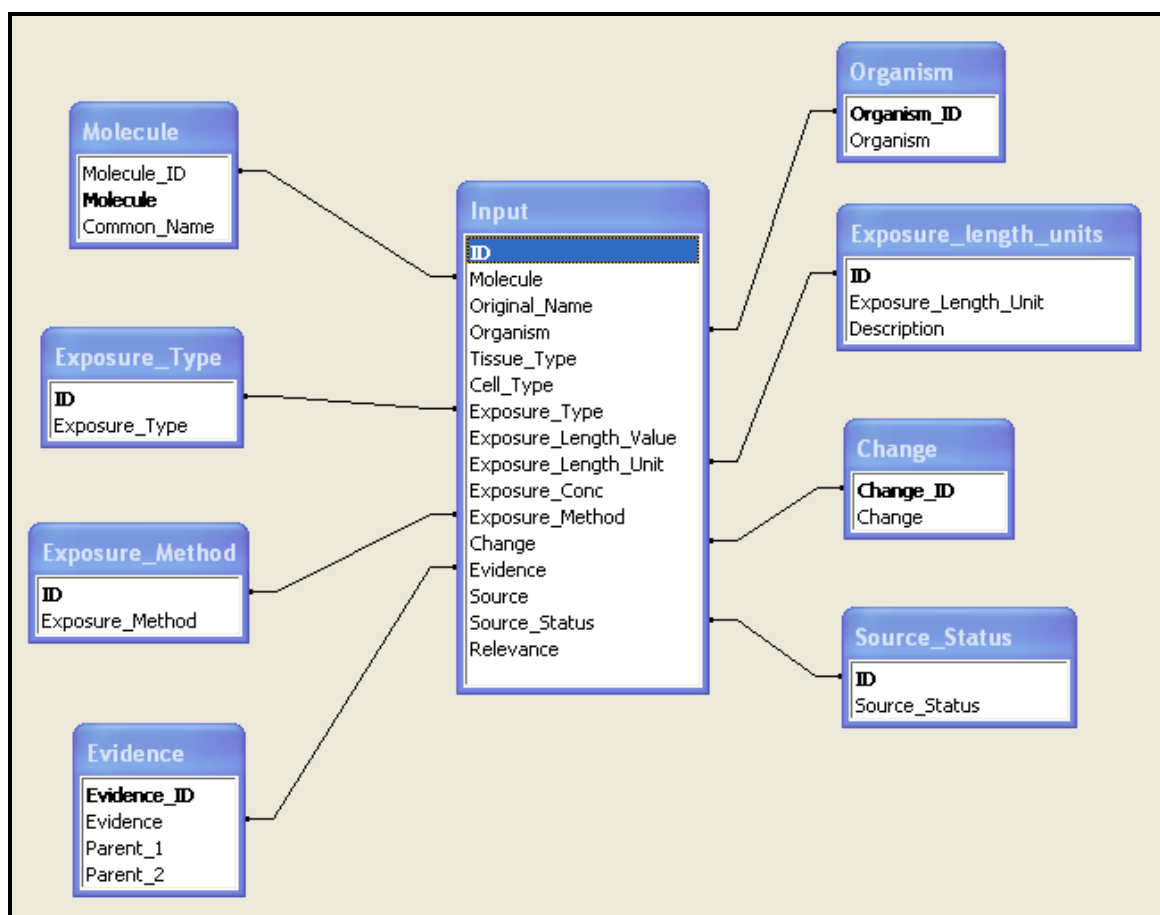 Molecule
Molecule_ID
Molecule
Common_Name
Exposure_Type
ID
Exposure_Type
Exposure_Method
ID
Exposure_Method
Evidence
Evidence_ID
Evidence
Parent_1
Parent_2
Input
ID
Molecule
Original_Name
Organism
Tissue_Type
Cell_Type
Exposure_Type
Exposure_Length_Value
Exposure_Length_Unit
Exposure_Conc
Exposure_Method
Change
Evidence
Source
Source_Status
Relevance
Organism
Organism_ID
Organism
Exposure_length_units
ID
Exposure_Length_Unit
Description
Change
Change_ID
Change
Source_Status
ID
Source_Status